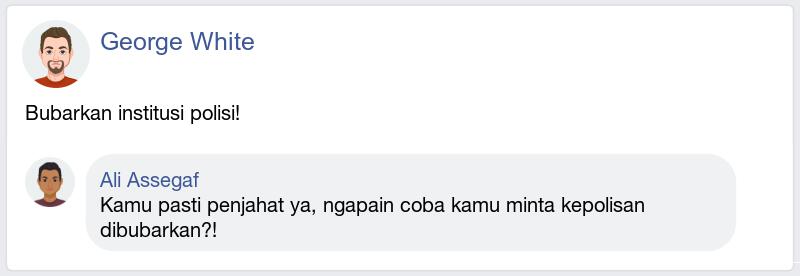 George White
Bubarkan institusi polisi!
Ali Assegaf
Kamu pasti penjahat ya, ngapain coba kamu minta kepolisan
dibubarkan?!